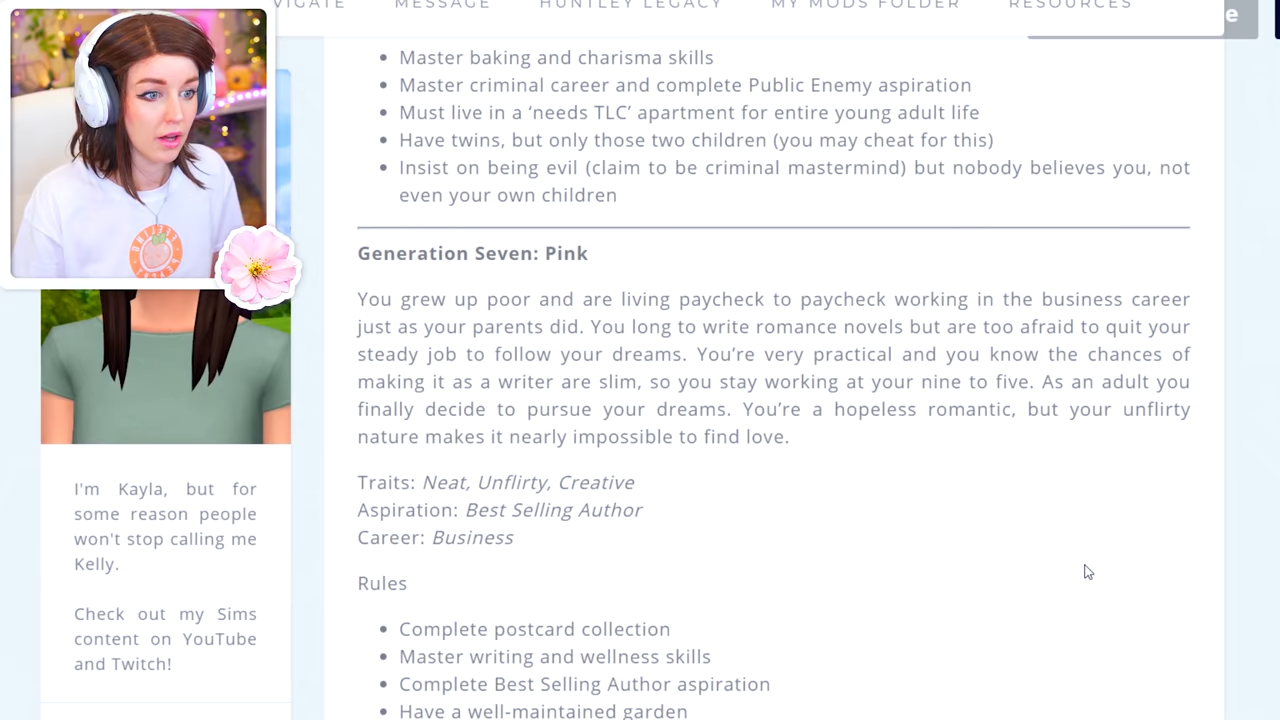 MESSAGE
HUNTLEY LEGACY
MY MODS FOLDER
RESOURCES
e
• Master baking and charisma skills
• Master criminal career and complete Public Enemy aspiration
• Must live in a ‘needs TLC’ apartment for entire young adult life
• Have twins, but only those two children (you may cheat for this)
• Insist on being evil (claim to be criminal mastermind) but nobody believes you, not
even your own children
Generation Seven: Pink
You grew up poor and are living paycheck to paycheck working in the business career
just as your parents did. You long to write romance novels but are too afraid to quit your
steady job to follow your dreams. You’re very practical and you know the chances of
making it as a writer are slim, so you stay working at your nine to five. As an adult you
finally decide to pursue your dreams. You’re a hopeless romantic, but your unflirty
nature makes it nearly impossible to find love.
Traits: Neat, Unflirty, Creative
Aspiration: Best Selling Author
Career: Business
Rules
• Complete postcard collection
• Master writing and wellness skills
• Complete Best Selling Author aspiration
• Have a well-maintained garden
I'm Kayla, but for
some reason people
won't stop calling me
Kelly.
Check out my Sims
content on YouTube
and Twitch!